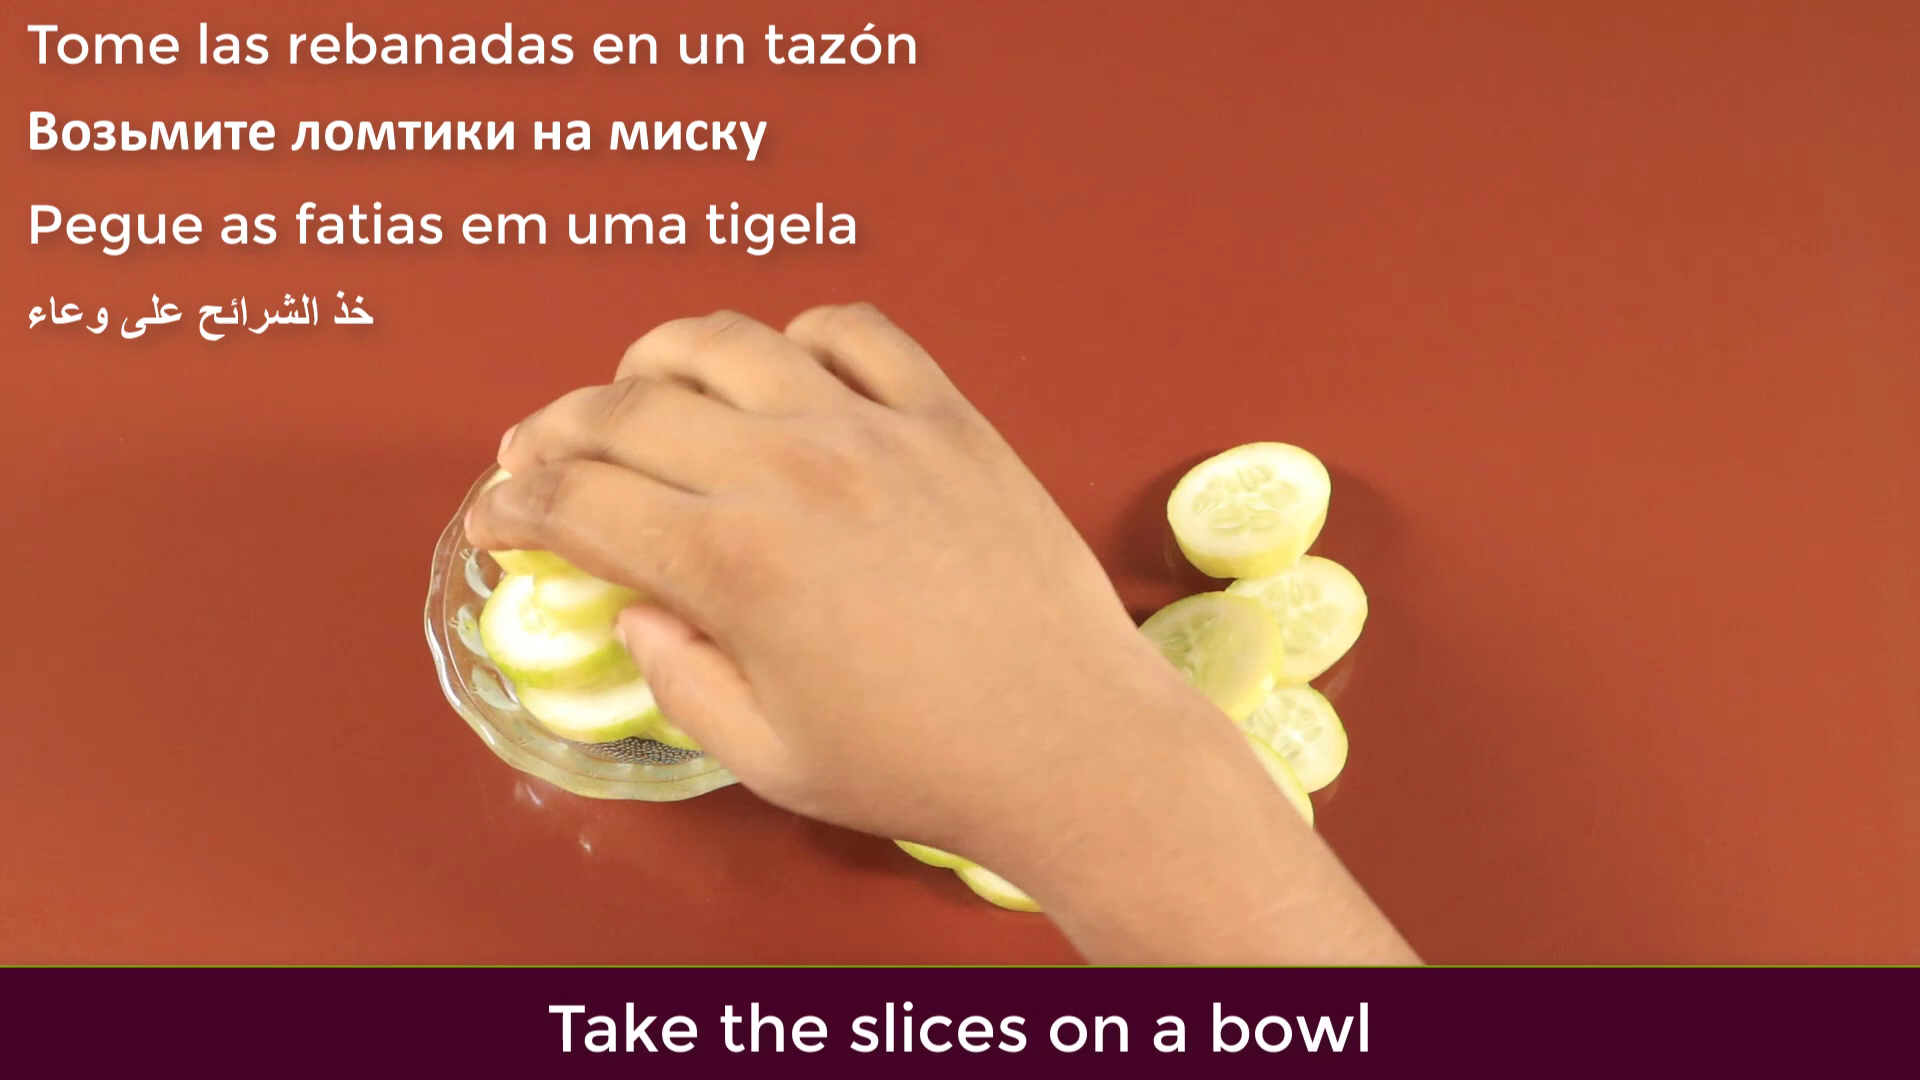 Tome las rebanadas en un tazón
Возьмите ломтики на миску
Pegue as fatias em uma tigela
خذ الشرائح على وعاء
Take the slices on a bowl